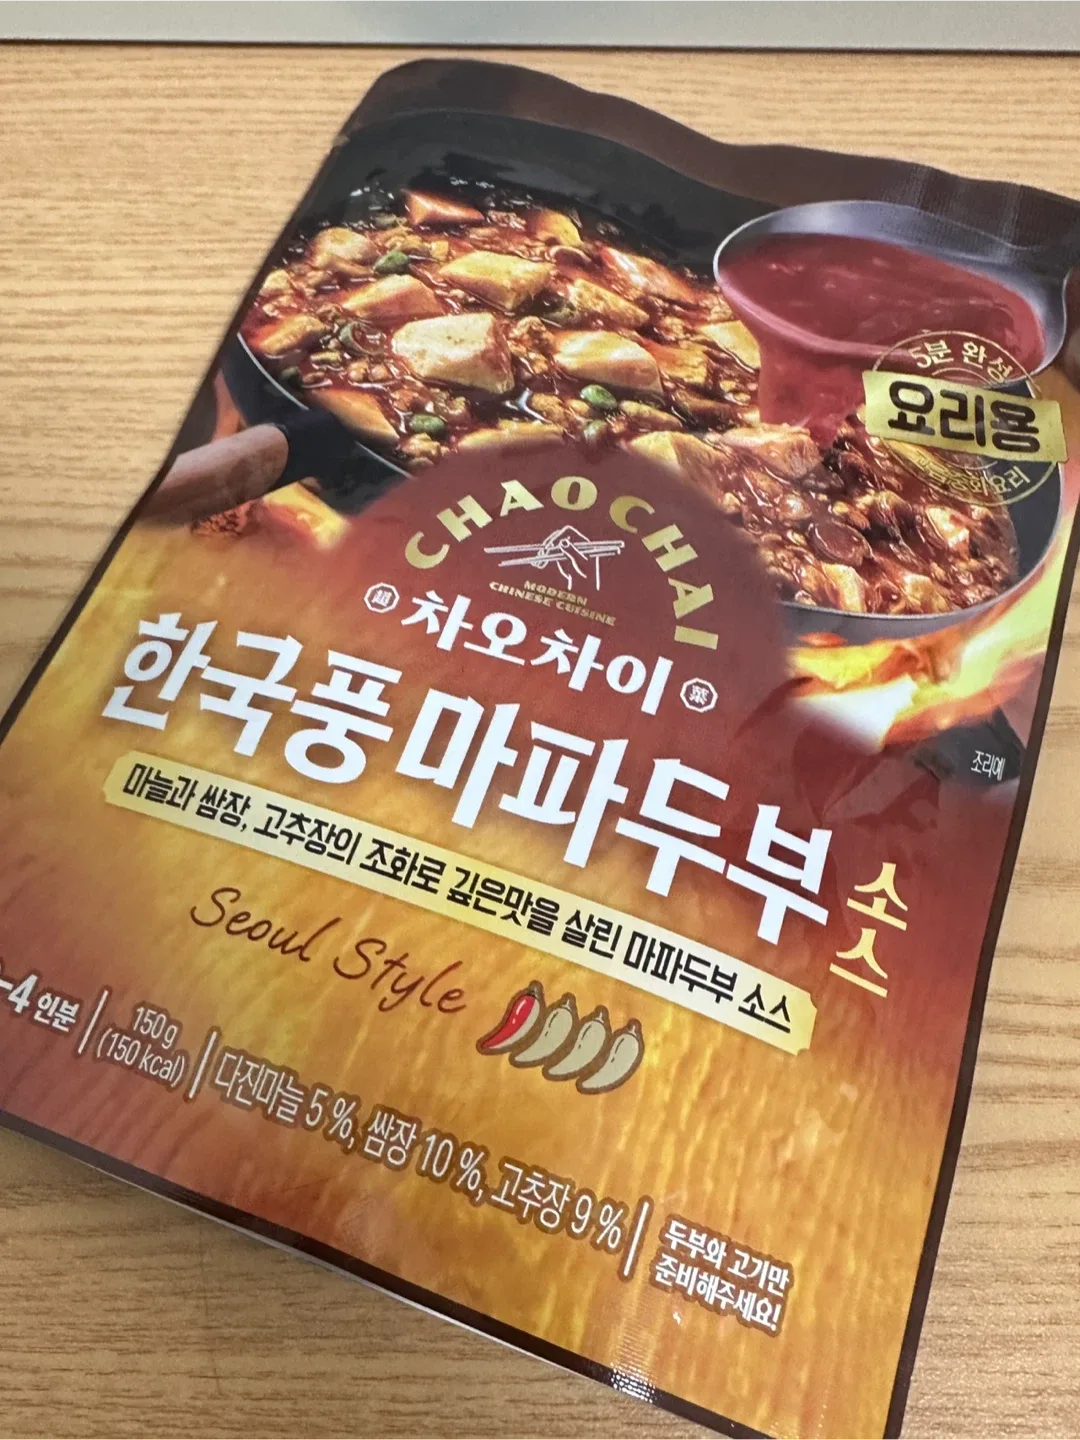 5분 완성
요리용
중화요리
CHAOCHAI
MODERN
CHINESE CUISINE
차오차이
한국풍 마파두부 소스
조리예
마늘과 쌈장, 고추장의 조화로 깊은맛을 살린 마파두부 소스
Seoul Style
4 인분
150 g
(150 kcal)
다진마늘 5 %, 쌈장 10 %, 고추장 9 %
두부와 고기만
준비해주세요!